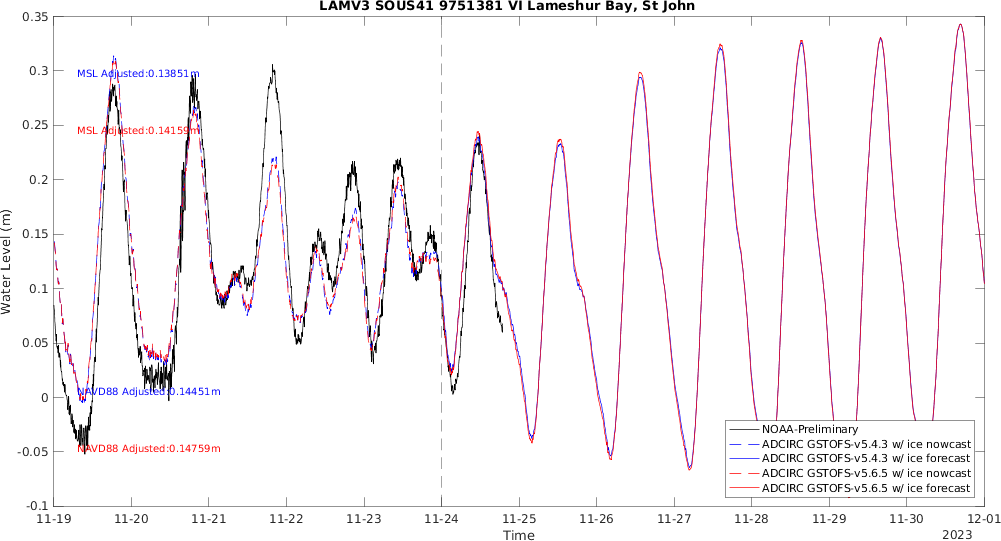 LAMV3 SOUS41 9751381 VI Lameshur Bay, St John
0.35
0.3
0.25
0.2
0.15
0.1
0.05
0
-0.05
-0.1
Water Level (m)
MSL Adjusted:0.13851m
MSL Adjusted:0.14159m
NAVD88 Adjusted:0.14451m
NAVD88 Adjusted:0.14759m
NOAA-Preliminary
ADCIRC GSTOFS-v5.4.3 w/ ice nowcast
ADCIRC GSTOFS-v5.4.3 w/ ice forecast
ADCIRC GSTOFS-v5.6.5 w/ ice nowcast
ADCIRC GSTOFS-v5.6.5 w/ ice forecast
11-19 11-20 11-21 11-22 11-23 11-24 11-25 11-26 11-27 11-28 11-29 11-30 12-01
Time
2023